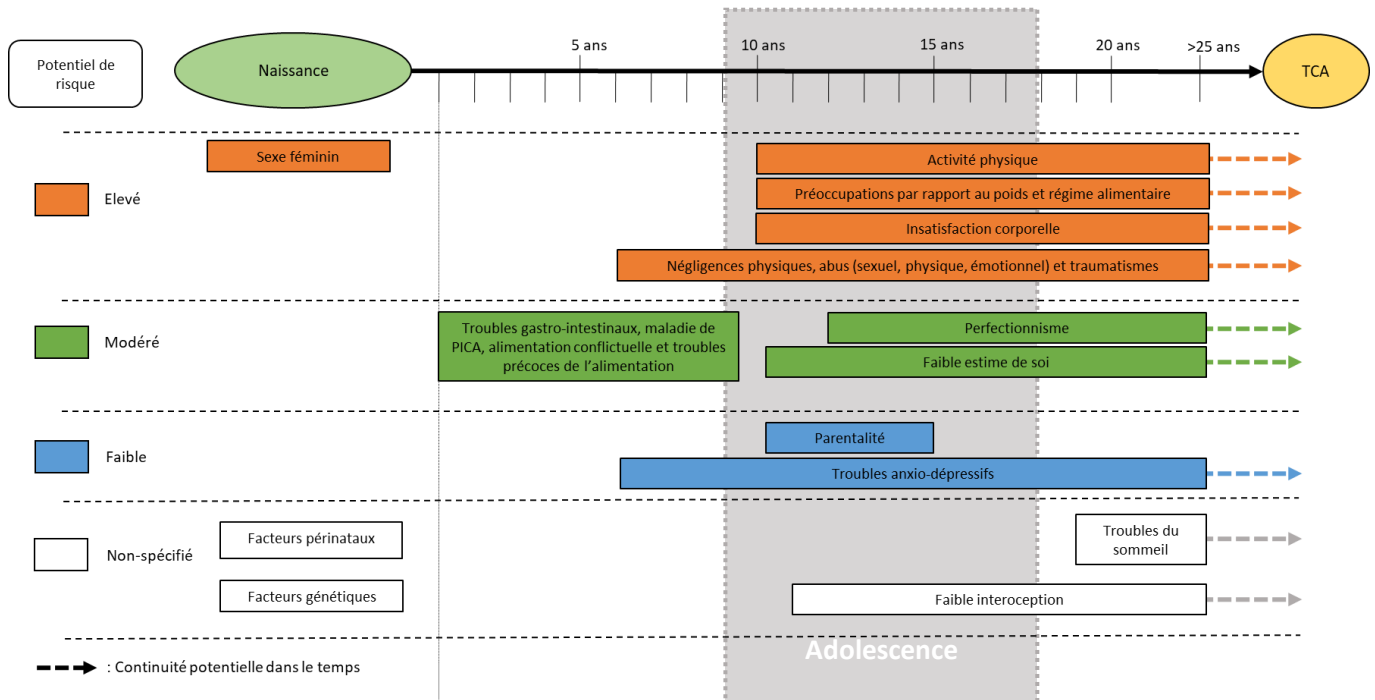 5 ans
10 ans
15 ans
20 ans
>25 ans
Potentiel de
risque
Naissance
TCA
Sexe féminin
Activité physique
Elevé
Préoccupations par rapport au poids et régime alimentaire
Insatisfaction corporelle
Négligences physiques, abus (sexuel, physique, émotionnel) et traumatismes
Modéré
Troubles gastro-intestinaux, maladie de
PICA, alimentation conflictuelle et troubles
précoces de l'alimentation
Perfectionnisme
Faible estime de soi
Faible
Parentalité
Troubles anxio-dépressifs
Non-spécifié
Facteurs périnataux
Troubles du
sommeil
Facteurs génétiques
Faible interoception
Adolescence
: Continuité potentielle dans le temps